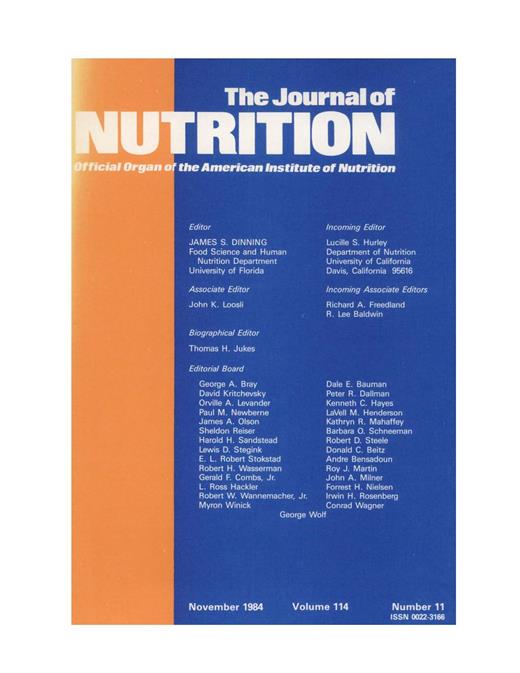 The Journal of
NUTRITION
Official Organ of the American Institute of Nutrition
Editor
JAMES S. DINNING
Food Science and Human
Nutrition Department
University of Florida
Associate Editor
John K. Loosli
Biographical Editor
Thomas H. Jukes
Incoming Editor
Lucille S. Hurley
Department of Nutrition
University of California
Davis, California 95616
Incoming Associate Editors
Richard A. Freedland
R. Lee Baldwin
Editorial Board
George A. Bray
David Kritchevsky
Orville A. Levander
Paul M. Newberne
James A. Olson
Sheldon Reiser
Harold H. Sandstead
Lewis D. Stegink
E. L. Robert Stokstad
Robert H. Wasserman
Gerald F. Combs, Jr.
L. Ross Hackler
Robert W. Wannemacher, Jr.
Myron Winick
Dale E. Bauman
Peter R. Dallman
Kenneth C. Hayes
LaVell M. Henderson
Kathryn R. Mahaffey
Barbara O. Schneeman
Robert D. Steele
Donald C. Beitz
Andre Bensadoun
Roy J. Martin
John A. Milner
Forrest H. Nielsen
Irwin H. Rosenberg
Conrad Wagner
George Wolf
November 1984 Volume 114 Number 11
ISSN 0022-3166